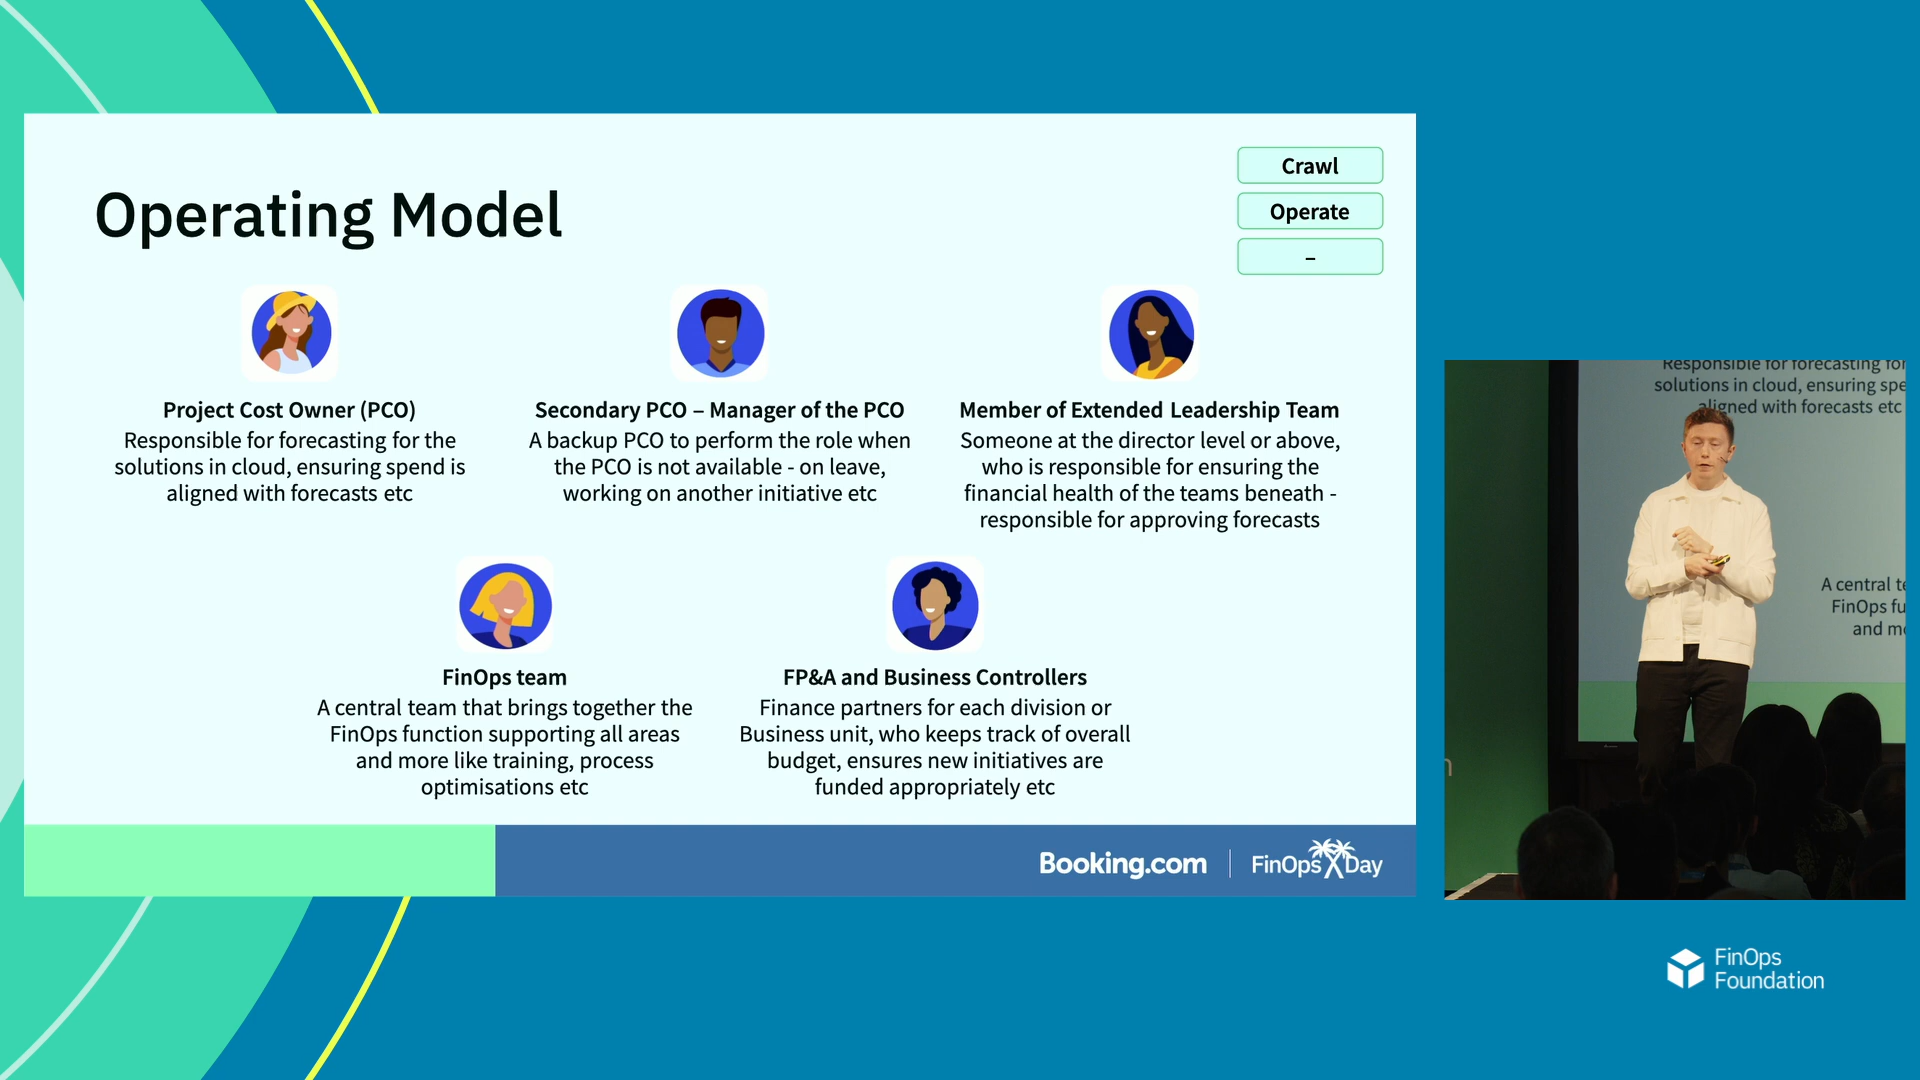 Operating Model
Crawl
Operate
–
Project Cost Owner (PCO)
Responsible for forecasting for the
solutions in cloud, ensuring spend is
aligned with forecasts etc
Secondary PCO – Manager of the PCO
A backup PCO to perform the role when
the PCO is not available - on leave,
working on another initiative etc
Member of Extended Leadership Team
Someone at the director level or above,
who is responsible for ensuring the
financial health of the teams beneath -
responsible for approving forecasts
FinOps team
A central team that brings together the
FinOps function supporting all areas
and more like training, process
optimisations etc
FP&A and Business Controllers
Finance partners for each division or
Business unit, who keeps track of overall
budget, ensures new initiatives are
funded appropriately etc
Booking.com
FinOps X Day
Responsible for forecasting for
solutions in cloud, ensuring spe
aligned with forecasts etc
A central te
FinOps fu
and mo
n
FinOps
Foundation